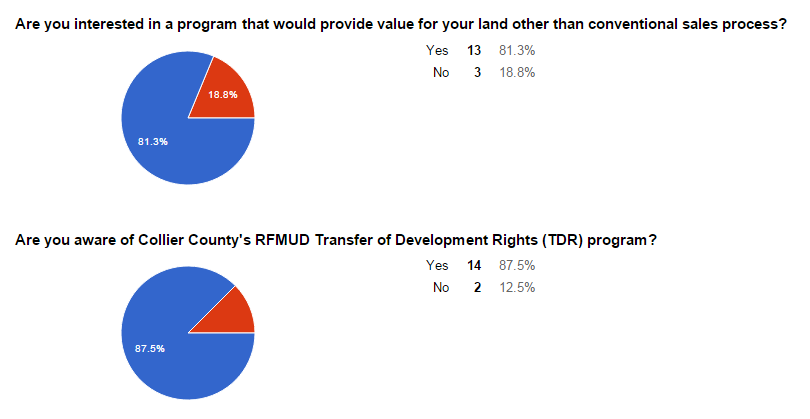 Are you interested in a program that would provide value for your land other than conventional sales process?
Yes 13 81.3%
No 3 18.8%
18.8%
81.3%
Are you aware of Collier County's RFMUD Transfer of Development Rights (TDR) program?
Yes 14 87.5%
No 2 12.5%
87.5%